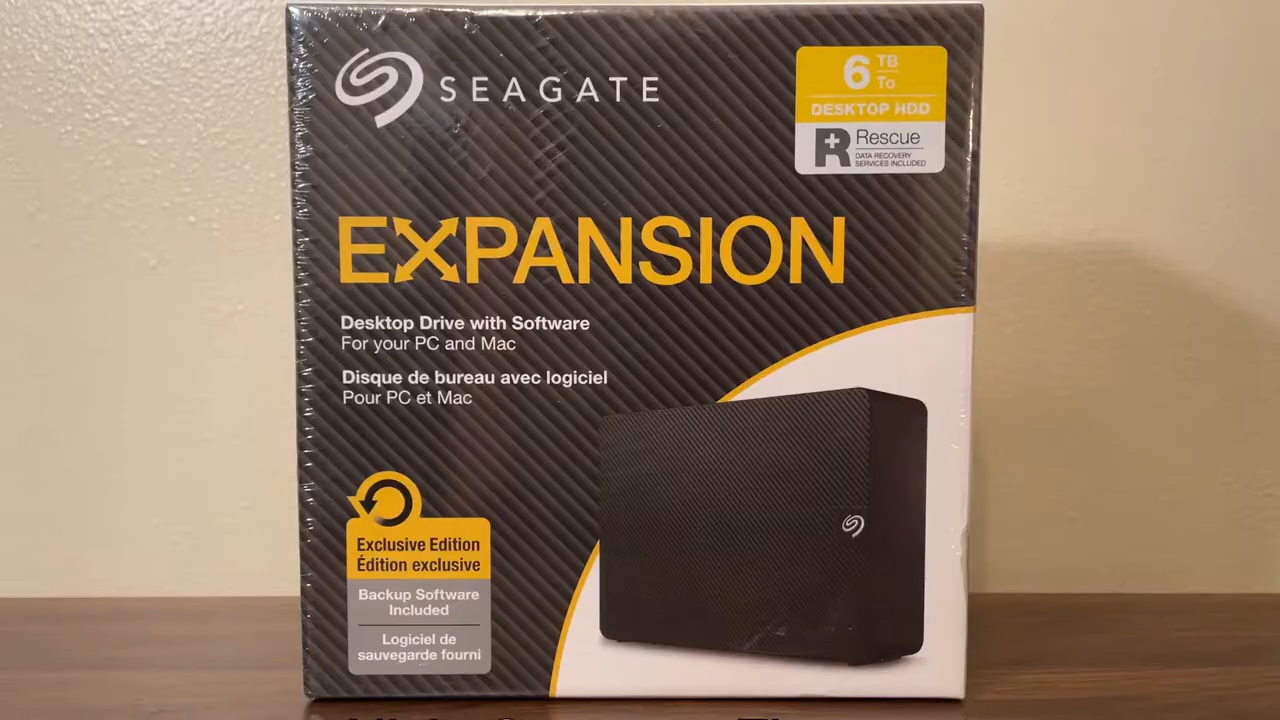 SEAGATE
6 TB
To
DESKTOP HDD
Rescue
DATA RECOVERY
SERVICES INCLUDED
EXPANSION
Desktop Drive with Software
For your PC and Mac
Disque de bureau avec logiciel
Pour PC et Mac
Exclusive Edition
Édition exclusive
Backup Software
Included
Logiciel de
sauvegarde fourni